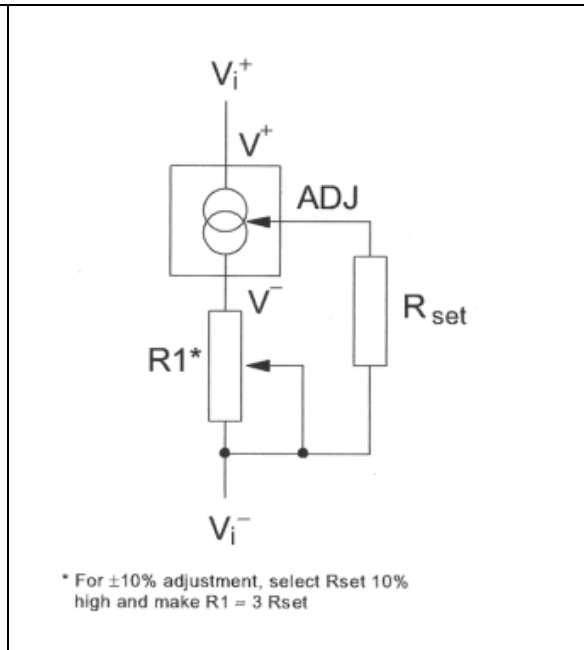 Vi+
V+
ADJ
V−
Rset
R1*
Vi−
* For ±10% adjustment, select Rset 10%
high and make R1 = 3 Rset